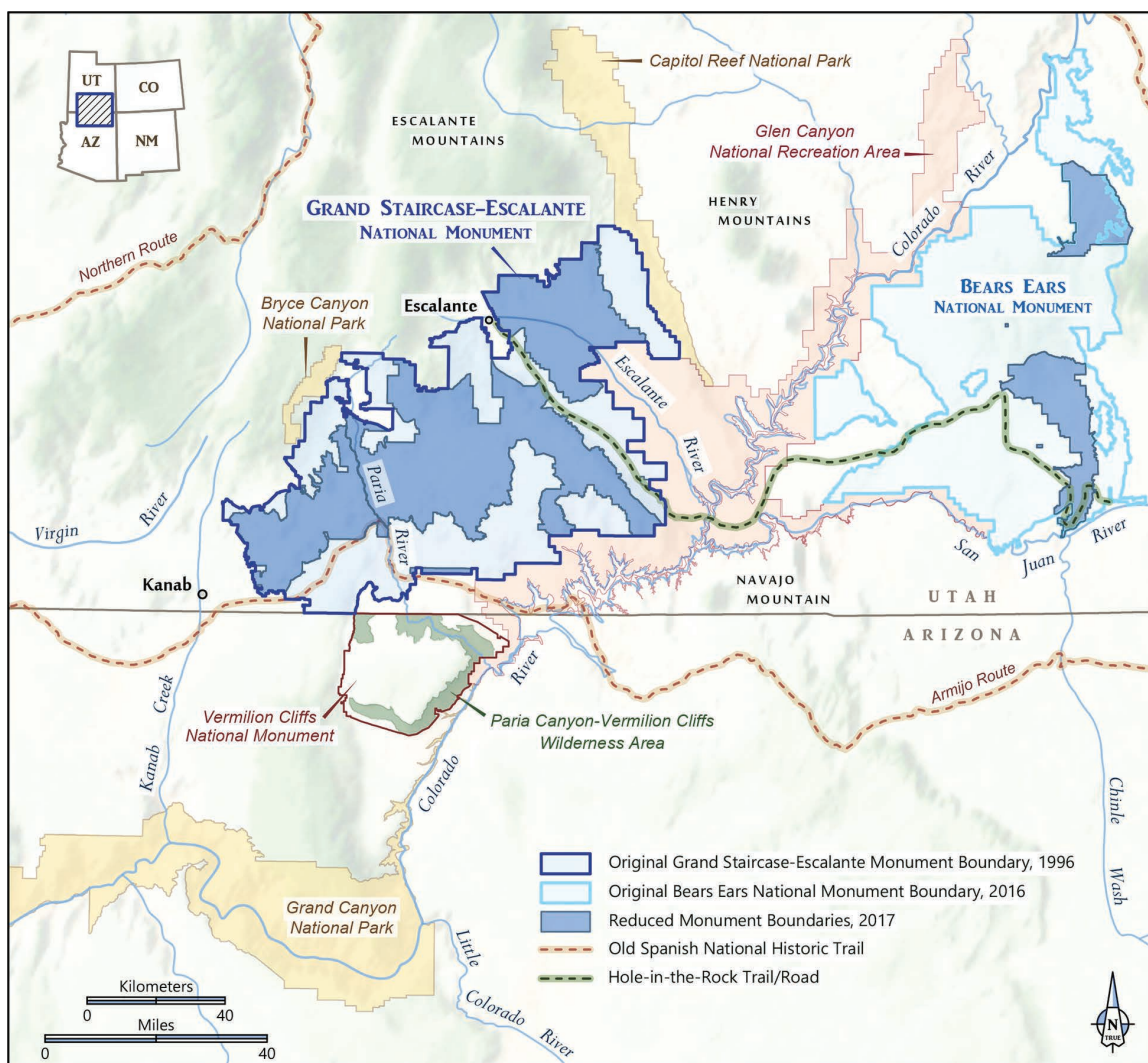 UT
CO
AZ
NM
Capitol Reef National Park
ESCALANTE
MOUNTAINS
Glen Canyon
National Recreation Area
HENRY
MOUNTAINS
River
Colorado
Northern Route
GRAND STAIRCASE–ESCALANTE
NATIONAL MONUMENT
BEARS EARS
NATIONAL MONUMENT
Bryce Canyon
National Park
Escalante
Escalante
River
Paria
River
Virgin
River
Kanab
San
Juan
River
NAVAJO
MOUNTAIN
UTAH
ARIZONA
River
Colorado
Armijo Route
Vermilion Cliffs
National Monument
Paria Canyon-Vermilion Cliffs
Wilderness Area
Kanab
Creek
Chinle
Wash
Grand Canyon
National Park
Little
Colorado
River
Original Grand Staircase-Escalante Monument Boundary, 1996
Original Bears Ears National Monument Boundary, 2016
Reduced Monument Boundaries, 2017
Old Spanish National Historic Trail
Hole-in-the-Rock Trail/Road
Kilometers
0 40
Miles
0 40
N
TRUE